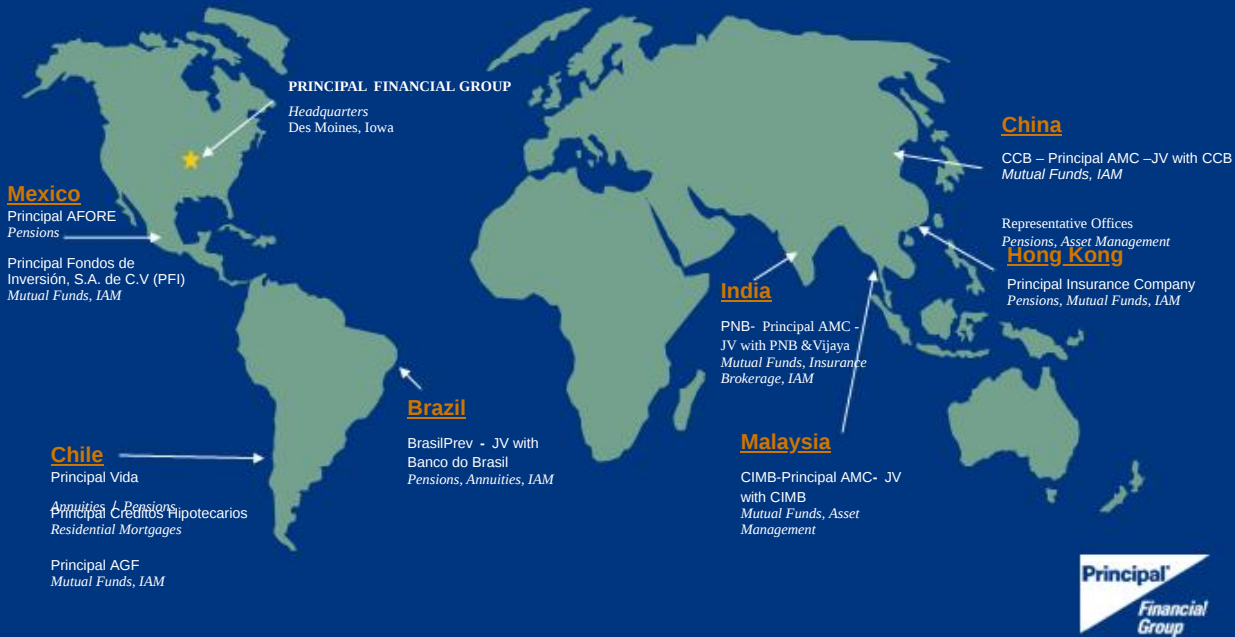 PRINCIPAL FINANCIAL GROUP
Headquarters
Des Moines, Iowa
Mexico
Principal AFORE
Pensions
Principal Fondos de
Inversión, S.A. de C.V (PFI)
Mutual Funds, IAM
Chile
Principal Vida
Annuities / Pensions
Principal Créditos Hipotecarios
Residential Mortgages
Principal AGF
Mutual Funds, IAM
Brazil
BrasilPrev - JV with
Banco do Brasil
Pensions, Annuities, IAM
India
PNB- Principal AMC -
JV with PNB &Vijaya
Mutual Funds, Insurance
Brokerage, IAM
Malaysia
CIMB-Principal AMC- JV
with CIMB
Mutual Funds, Asset
Management
China
CCB – Principal AMC –JV with CCB
Mutual Funds, IAM
Representative Offices
Pensions, Asset Management
Hong Kong
Principal Insurance Company
Pensions, Mutual Funds, IAM
Principal
Financial
Group